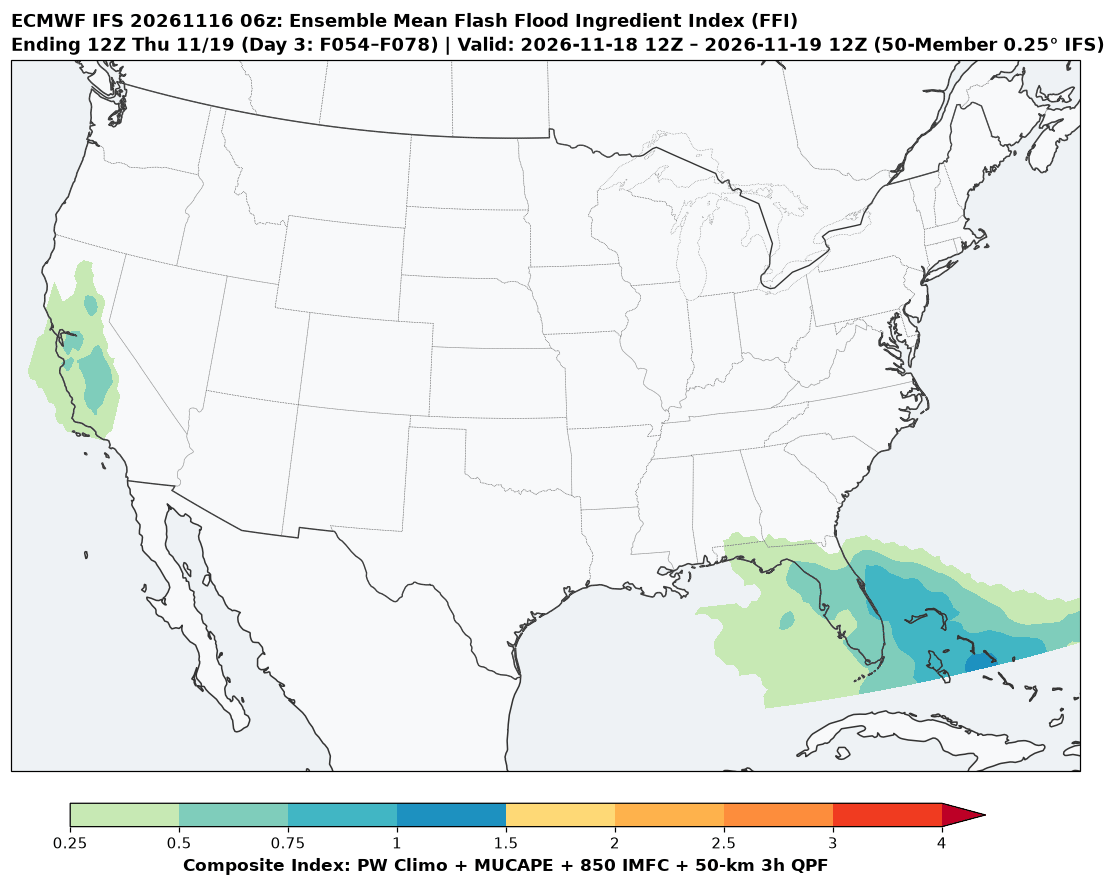 ECMWF IFS 20261116 06z: Ensemble Mean Flash Flood Ingredient Index (FFI)
Ending 12Z Thu 11/19 (Day 3: F054–F078) | Valid: 2026-11-18 12Z – 2026-11-19 12Z (50-Member 0.25° IFS)
0.25 0.5 0.75 1 1.5 2 2.5 3 4
Composite Index: PW Climo + MUCAPE + 850 IMFC + 50-km 3h QPF